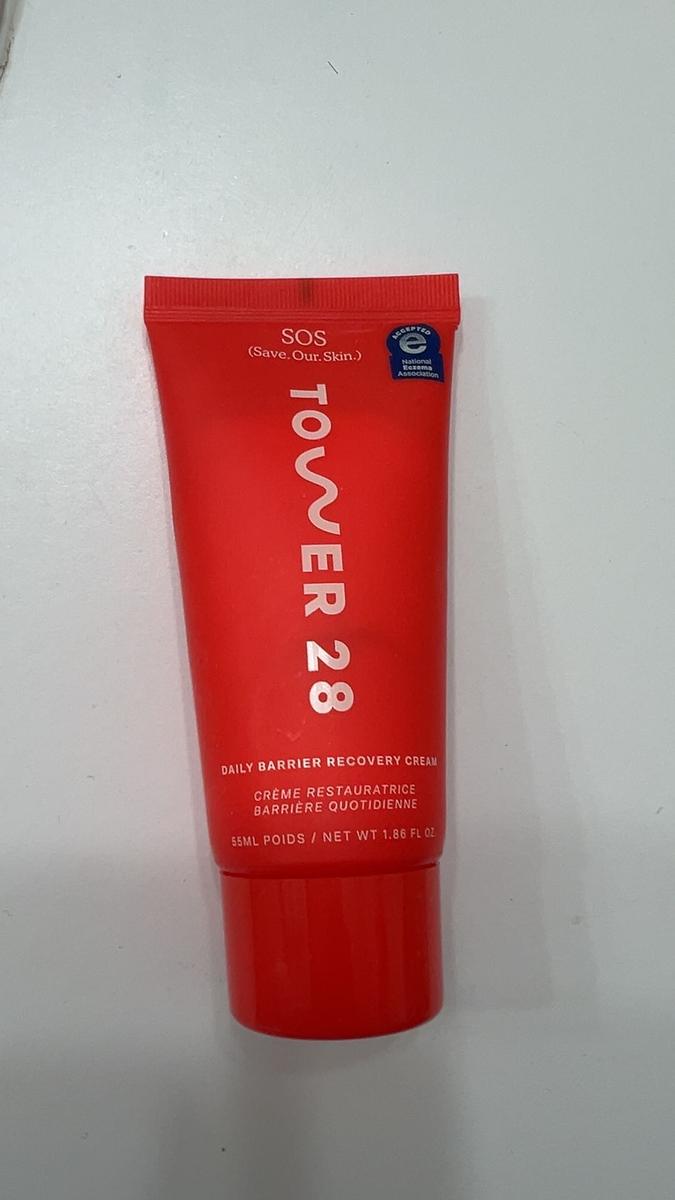 SOS
(Save.Our.Skin.)
ACCEPTED
e
National
Eczema
Association
TOWER 28
DAILY BARRIER RECOVERY CREAM
CRÈME RESTAURATRICE
BARRIÈRE QUOTIDIENNE
55ML POIDS / NET WT 1.86 FL OZ